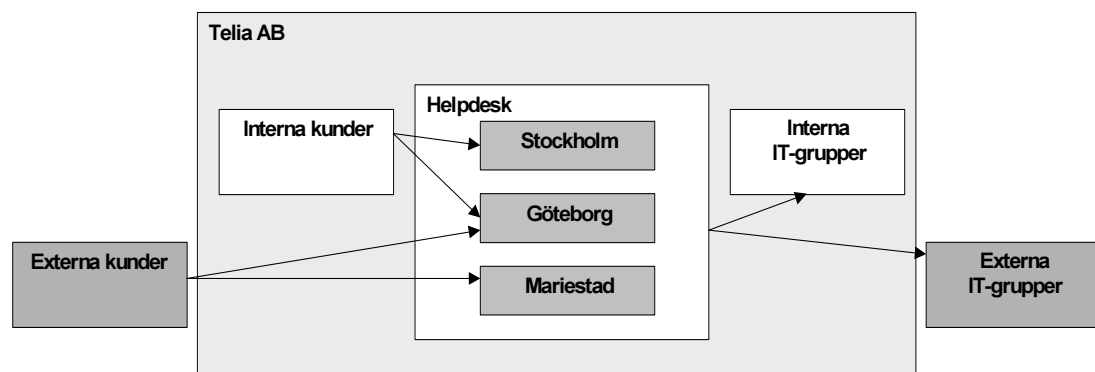 Telia AB
Helpdesk
Interna kunder
Stockholm
Interna
IT-grupper
Göteborg
Externa kunder
Mariestad
Externa
IT-grupper